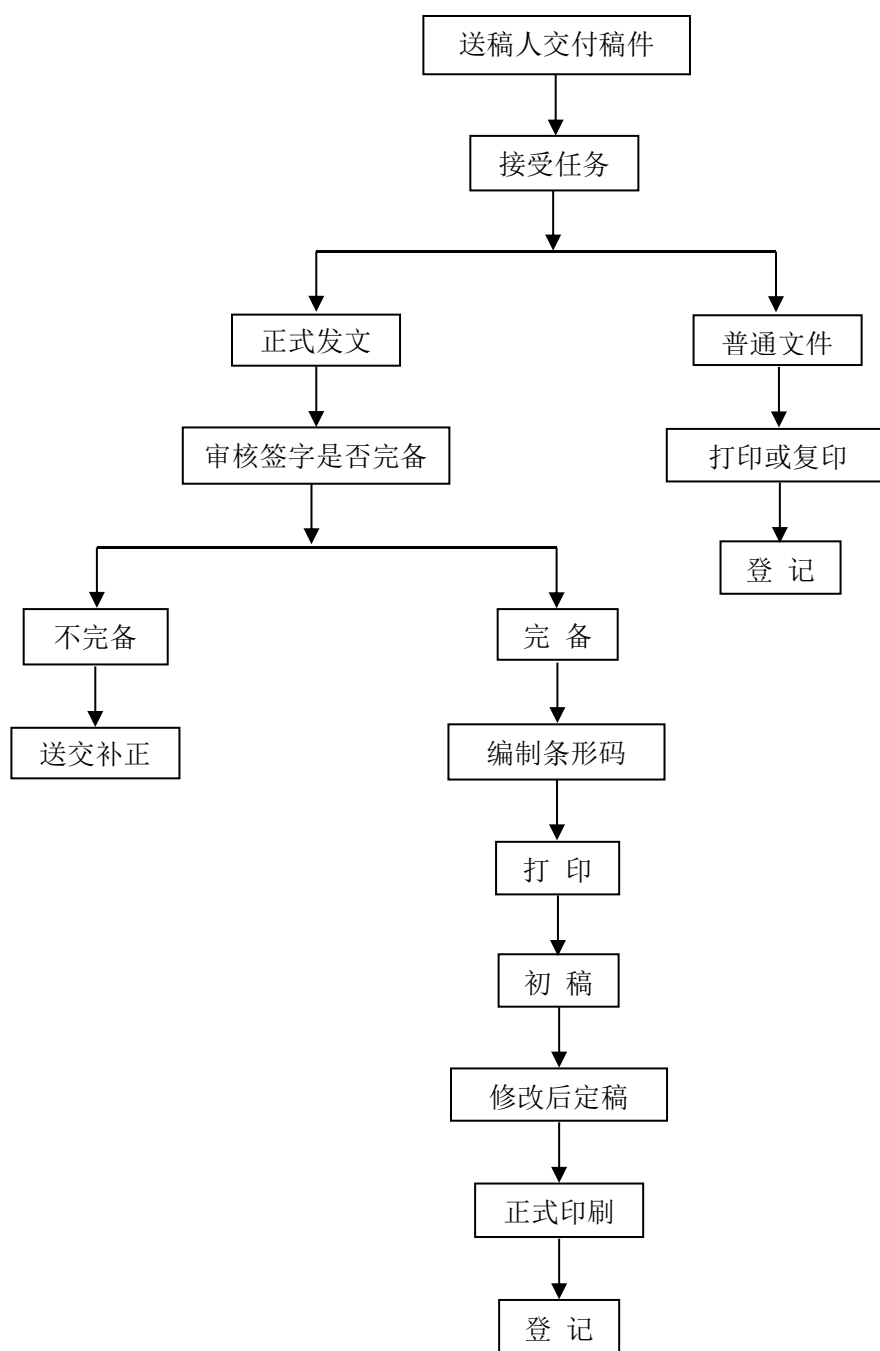 送稿人交付稿件
接受任务
正式发文
普通文件
审核签字是否完备
打印或复印
登 记
不完备
完 备
送交补正
编制条形码
打 印
初 稿
修改后定稿
正式印刷
登 记